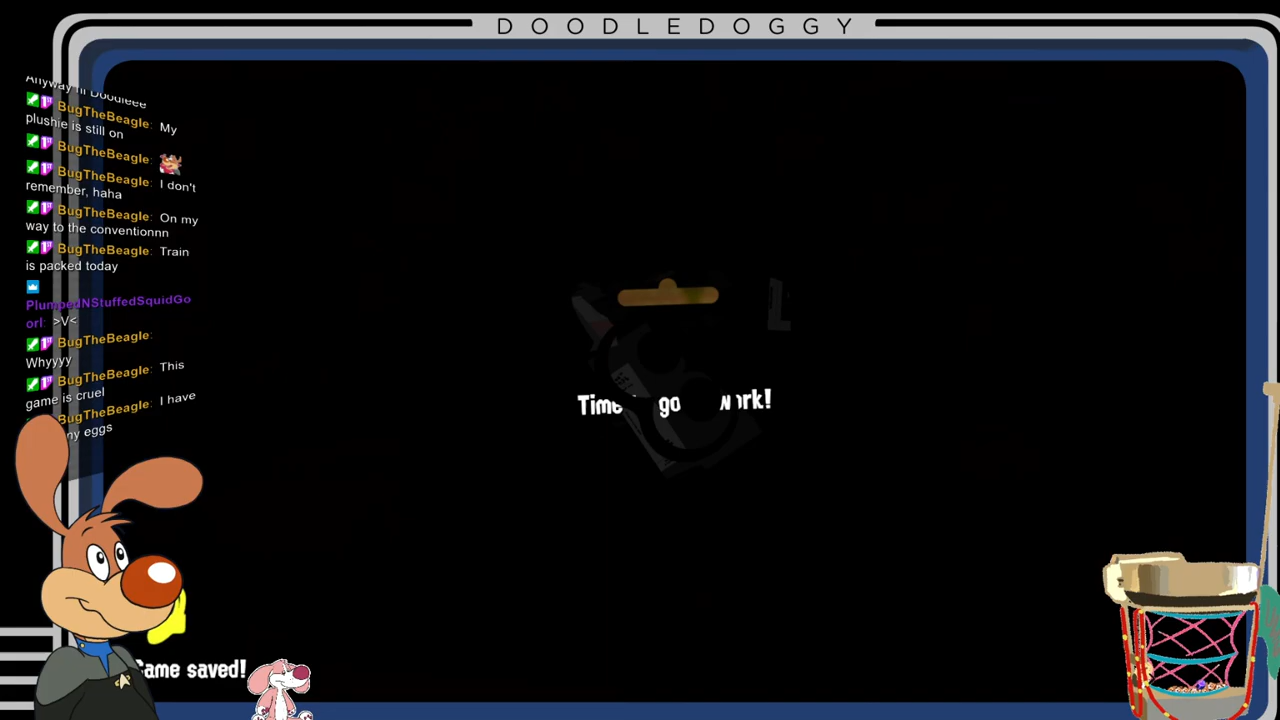 DOODLEDOGGY
Anyway hi Doodleee
BugTheBeagle: My
plushie is still on
BugTheBeagle:
BugTheBeagle: I don't
remember, haha
BugTheBeagle: On my
way to the conventionnn
BugTheBeagle: Train
is packed today
PlumpedNStuffedSquidGo
orl: >V<
BugTheBeagle:
Whyyyy
BugTheBeagle: This
game is cruel
BugTheBeagle: I have
my eggs
Time go work!
Game saved!